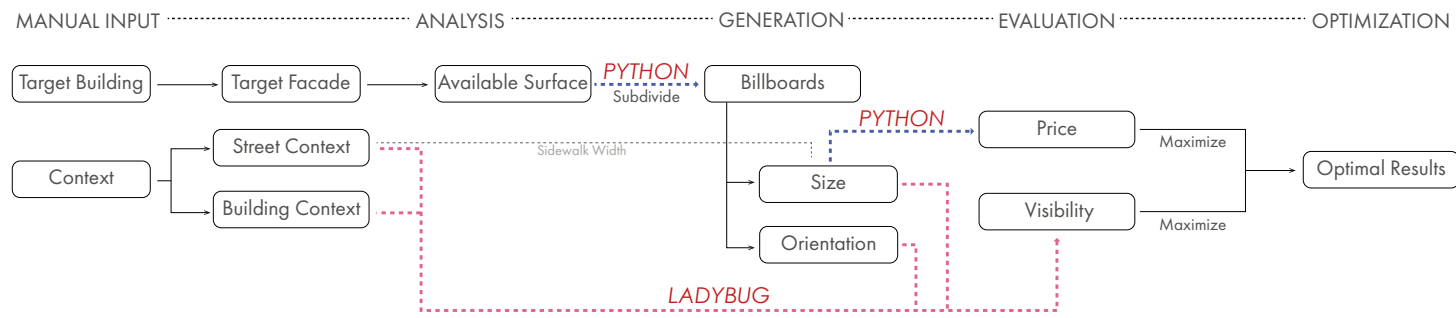 MANUAL INPUT
ANALYSIS
GENERATION
EVALUATION
OPTIMIZATION
Target Building
Target Facade
Available Surface
PYTHON
Subdivide
Billboards
PYTHON
Price
Maximize
Street Context
Sidewalk Width
Context
Size
Optimal Results
Building Context
Visibility
Maximize
Orientation
LADYBUG